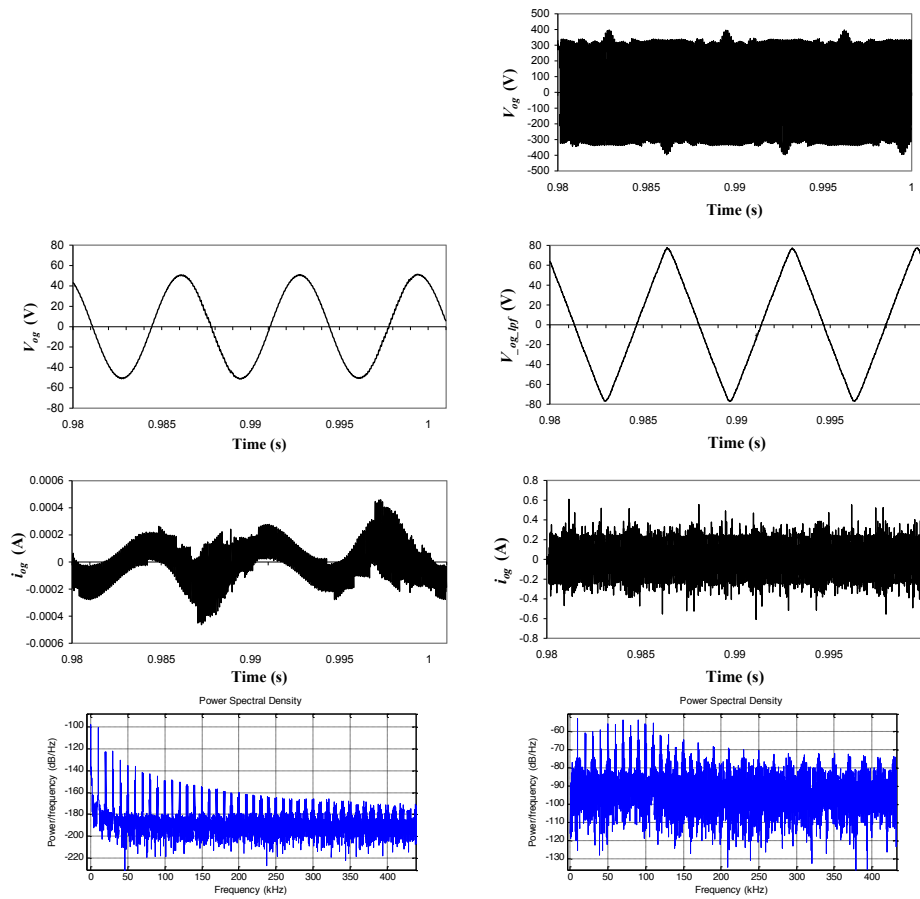 500
400
300
200
100
0
-100
-200
-300
-400
-500
V_og (V)
0.98 0.985 0.99 0.995 1
Time (s)
80
60
40
20
0
-20
-40
-60
-80
V_og (V)
0.98 0.985 0.99 0.995 1
Time (s)
80
60
40
20
0
-20
-40
-60
-80
V_og_lpf (V)
0.98 0.985 0.99 0.995
Time (s)
0.0006
0.0004
0.0002
0
-0.0002
-0.0004
-0.0006
i_og (A)
0.98 0.985 0.99 0.995 1
Time (s)
0.8
0.6
0.4
0.2
0
-0.2
-0.4
-0.6
-0.8
i_og (A)
0.98 0.985 0.99 0.995
Time (s)
Power Spectral Density
-100
-120
-140
-160
-180
-200
-220
Power/frequency (dB/Hz)
0 50 100 150 200 250 300 350 400
Frequency (kHz)
Power Spectral Density
-60
-70
-80
-90
-100
-110
-120
-130
Power/frequency (dB/Hz)
0 50 100 150 200 250 300 350 400
Frequency (kHz)